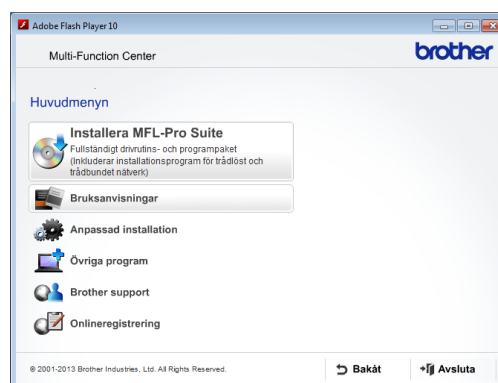 Adobe Flash Player 10
Multi-Function Center
brother
Huvudmenyn
Installera MFL-Pro Suite
Fullständigt drivrutins- och programpaket
(Inkluderar installationsprogram för trådlöst och
trådbundet nätverk)
Bruksanvisningar
Anpassad installation
Övriga program
Brother support
Onlineregistrering
© 2001-2013 Brother Industries, Ltd. All Rights Reserved.
Bakåt
Avsluta